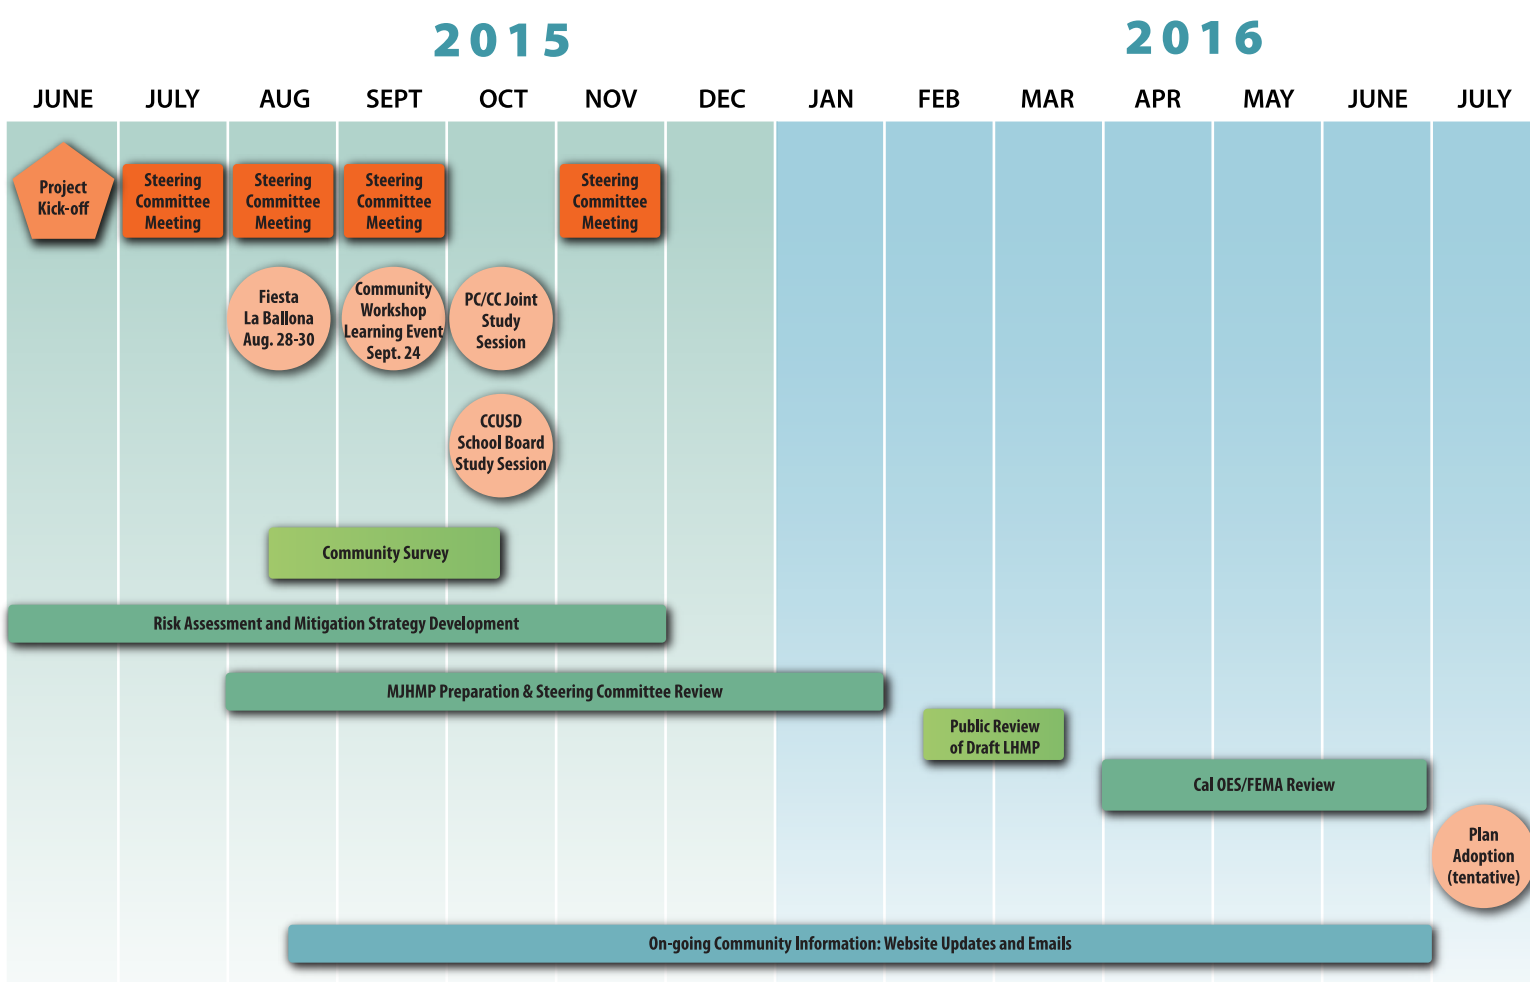 2015
2016
JUNE
JULY
AUG
SEPT
OCT
NOV
DEC
JAN
FEB
MAR
APR
MAY
JUNE
JULY
Project
Kick-off
Steering
Committee
Meeting
Steering
Committee
Meeting
Steering
Committee
Meeting
Steering
Committee
Meeting
Fiesta
La Ballona
Aug. 28-30
Community
Workshop
Learning Event
Sept. 24
PC/CC Joint
Study
Session
CCUSD
School Board
Study Session
Community Survey
Risk Assessment and Mitigation Strategy Development
MJHMP Preparation & Steering Committee Review
Public Review
of Draft LHMP
Cal OES/FEMA Review
Plan
Adoption
(tentative)
On-going Community Information: Website Updates and Emails